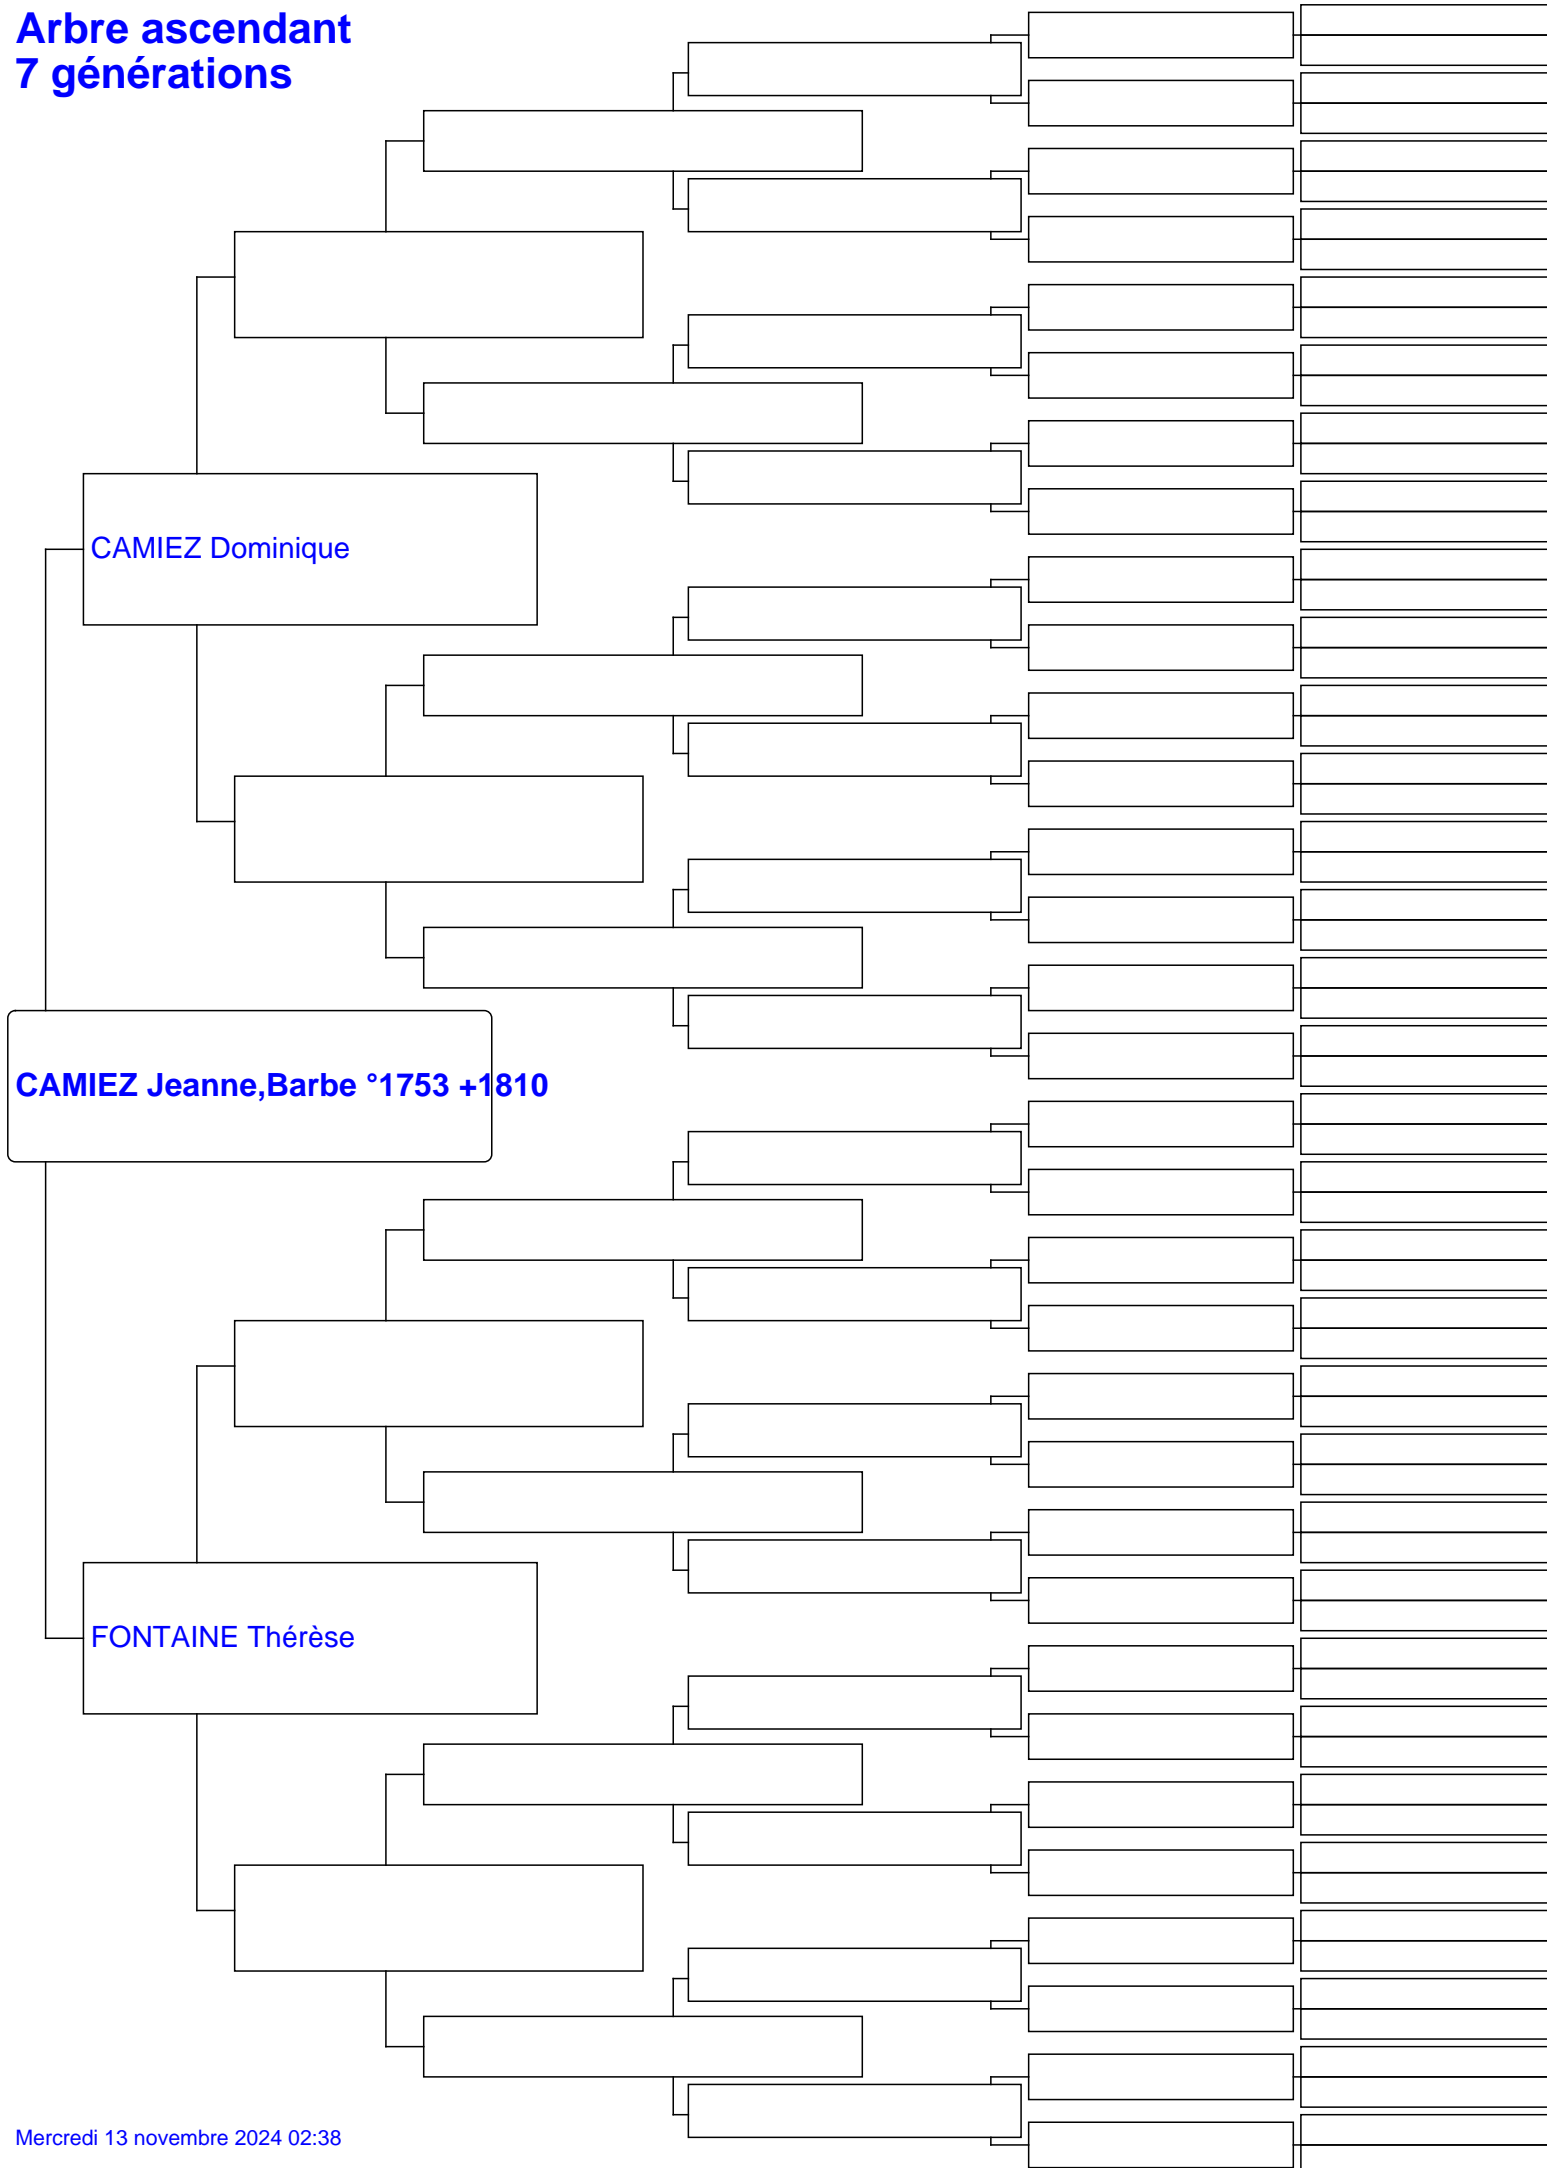 Arbre ascendant
7 générations
CAMIEZ Dominique
CAMIEZ Jeanne,Barbe °1753 +1810
FONTAINE Thérèse
Mercredi 13 novembre 2024 02:38